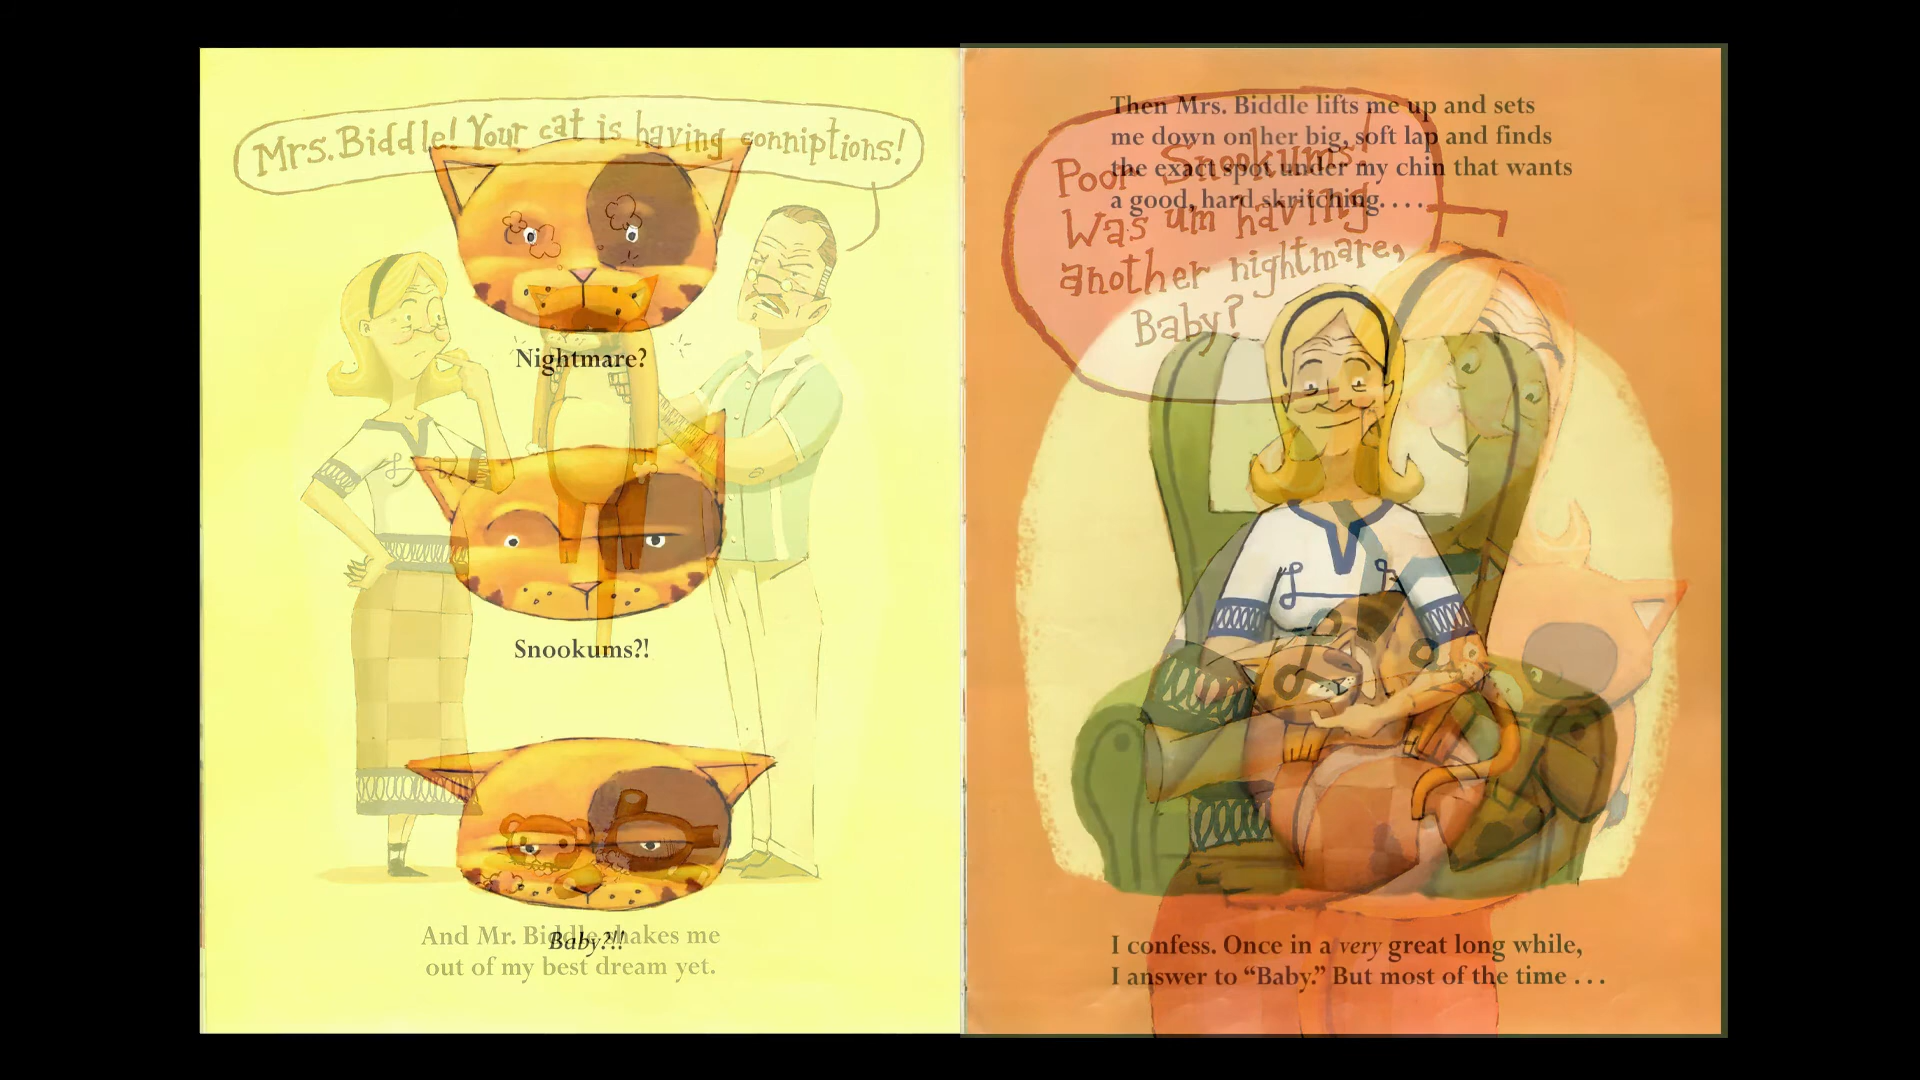 Mrs. Biddle! Your cat is having conniptions!
Nightmare?
Snookums?!
Baby?!!
And Mr. Biddle shakes me
out of my best dream yet.
Then Mrs. Biddle lifts me up and sets
me down on her big, soft lap and finds
the exact spot under my chin that wants
a good, hard skritching. . . .
Poor Snookums!
Was um having
another nightmare,
Baby?
I confess. Once in a very great long while,
I answer to “Baby.” But most of the time . . .